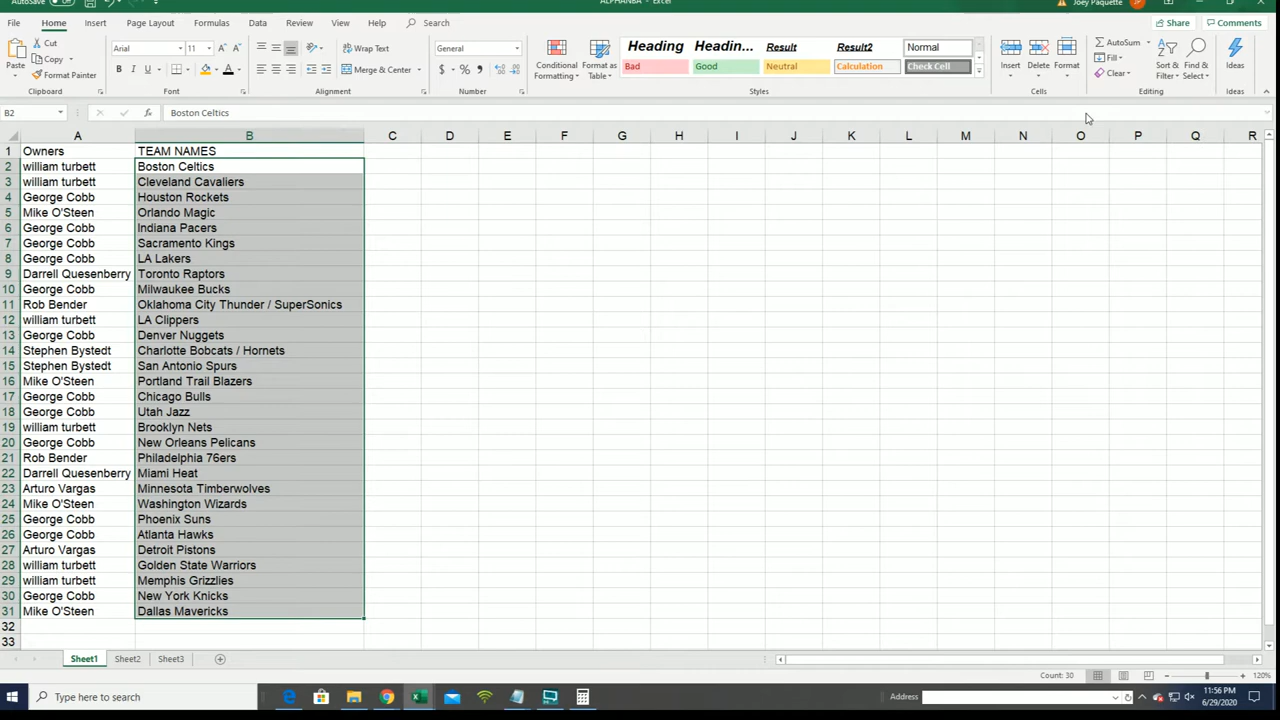 AutoSave Off ALPHANBA - Excel Joey Paquette JP
File Home Insert Page Layout Formulas Data Review View Help Search Share Comments
Paste Cut Copy Format Painter Clipboard
Arial 11 A A B I U A Font
Wrap Text Merge & Center Alignment
General $ % , Number
Conditional Formatting Format as Table
Heading Headin... Result Result2 Normal
Bad Good Neutral Calculation Check Cell
Styles
Insert Delete Format Cells
AutoSum Fill Clear Sort & Filter Find & Select Editing
Ideas Ideas
B2 fx Boston Celtics
A B C D E F G H I J K L M N O P Q R
1 Owners TEAM NAMES
2 william turbett Boston Celtics
3 william turbett Cleveland Cavaliers
4 George Cobb Houston Rockets
5 Mike O'Steen Orlando Magic
6 George Cobb Indiana Pacers
7 George Cobb Sacramento Kings
8 George Cobb LA Lakers
9 Darrell Quesenberry Toronto Raptors
10 George Cobb Milwaukee Bucks
11 Rob Bender Oklahoma City Thunder / SuperSonics
12 william turbett LA Clippers
13 George Cobb Denver Nuggets
14 Stephen Bystedt Charlotte Bobcats / Hornets
15 Stephen Bystedt San Antonio Spurs
16 Mike O'Steen Portland Trail Blazers
17 George Cobb Chicago Bulls
18 George Cobb Utah Jazz
19 william turbett Brooklyn Nets
20 George Cobb New Orleans Pelicans
21 Rob Bender Philadelphia 76ers
22 Darrell Quesenberry Miami Heat
23 Arturo Vargas Minnesota Timberwolves
24 Mike O'Steen Washington Wizards
25 George Cobb Phoenix Suns
26 George Cobb Atlanta Hawks
27 Arturo Vargas Detroit Pistons
28 william turbett Golden State Warriors
29 william turbett Memphis Grizzlies
30 George Cobb New York Knicks
31 Mike O'Steen Dallas Mavericks
32
33
Sheet1 Sheet2 Sheet3
Count: 30 120%
Type here to search Address 11:56 PM
6/29/2020